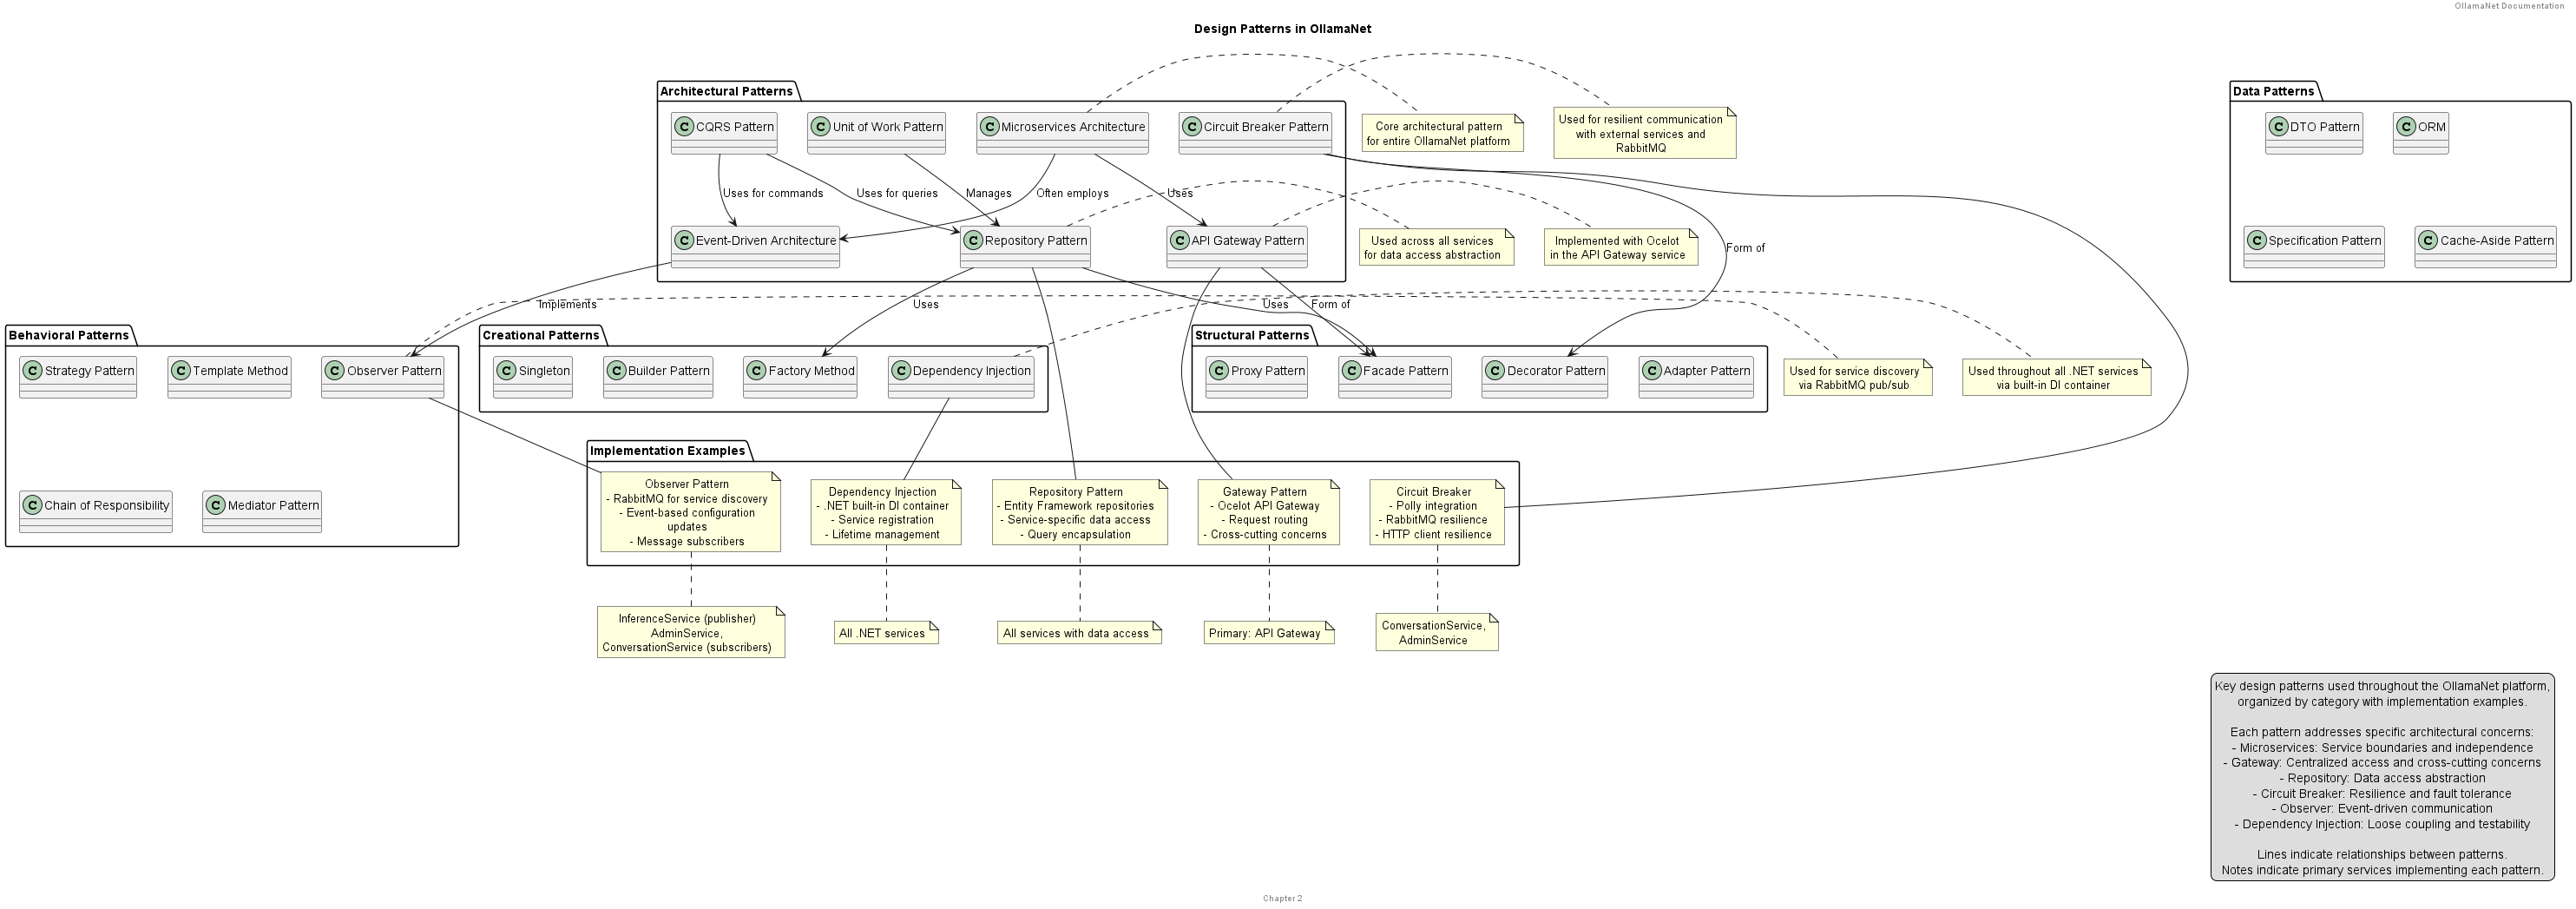 OllamaNet Documentation
Design Patterns in OllamaNet
Architectural Patterns
CQRS Pattern
Unit of Work Pattern
Microservices Architecture
Circuit Breaker Pattern
Core architectural pattern
for entire OllamaNet platform
Used for resilient communication
with external services and
RabbitMQ
Data Patterns
DTO Pattern
ORM
Specification Pattern
Cache-Aside Pattern
Uses for commands
Uses for queries
Manages
Often employs
Uses
Event-Driven Architecture
Repository Pattern
API Gateway Pattern
Used across all services
for data access abstraction
Implemented with Ocelot
in the API Gateway service
Form of
Implements
Uses
Uses
Form of
Behavioral Patterns
Strategy Pattern
Template Method
Observer Pattern
Chain of Responsibility
Mediator Pattern
Creational Patterns
Singleton
Builder Pattern
Factory Method
Dependency Injection
Structural Patterns
Proxy Pattern
Facade Pattern
Decorator Pattern
Adapter Pattern
Used for service discovery
via RabbitMQ pub/sub
Used throughout all .NET services
via built-in DI container
Implementation Examples
Observer Pattern
- RabbitMQ for service discovery
- Event-based configuration
updates
- Message subscribers
Dependency Injection
- .NET built-in DI container
- Service registration
- Lifetime management
Repository Pattern
- Entity Framework repositories
- Service-specific data access
- Query encapsulation
Gateway Pattern
- Ocelot API Gateway
- Request routing
- Cross-cutting concerns
Circuit Breaker
- Polly integration
- RabbitMQ resilience
- HTTP client resilience
InferenceService (publisher)
AdminService,
ConversationService (subscribers)
All .NET services
All services with data access
Primary: API Gateway
ConversationService,
AdminService
Key design patterns used throughout the OllamaNet platform,
organized by category with implementation examples.
Each pattern addresses specific architectural concerns:
- Microservices: Service boundaries and independence
- Gateway: Centralized access and cross-cutting concerns
- Repository: Data access abstraction
- Circuit Breaker: Resilience and fault tolerance
- Observer: Event-driven communication
- Dependency Injection: Loose coupling and testability
Lines indicate relationships between patterns.
Notes indicate primary services implementing each pattern.
Chapter 2